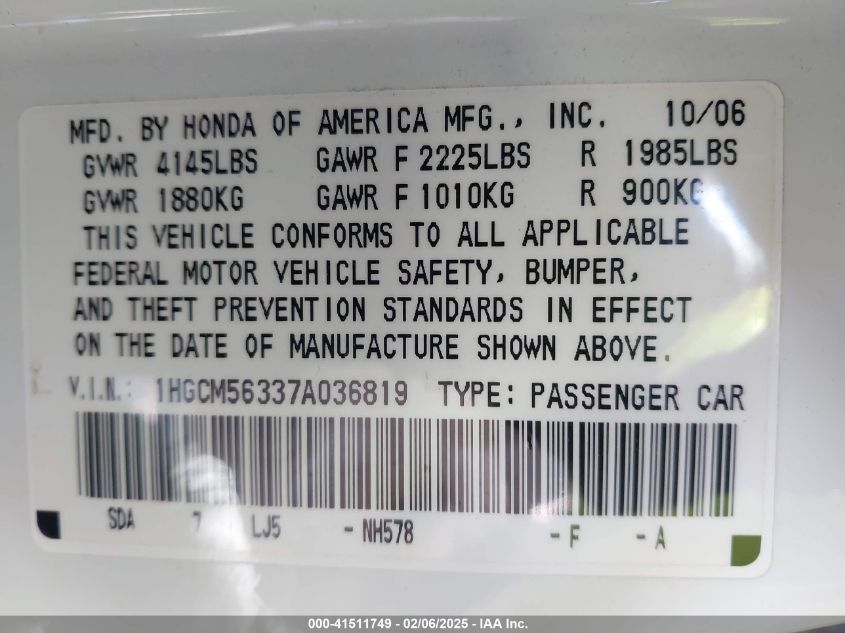 MFD. BY HONDA OF AMERICA MFG., INC. 10/06
GVWR 4145LBS GAWR F 2225LBS R 1985LBS
GVWR 1880KG GAWR F 1010KG R 900KG
THIS VEHICLE CONFORMS TO ALL APPLICABLE
FEDERAL MOTOR VEHICLE SAFETY, BUMPER,
AND THEFT PREVENTION STANDARDS IN EFFECT
ON THE DATE OF MANUFACTURE SHOWN ABOVE.
V.I.N.: 1HGCM56337A036819 TYPE: PASSENGER CAR
SDA 7 LJ5 - NH578 - F - A
000-41511749 - 02/06/2025 - IAA Inc.